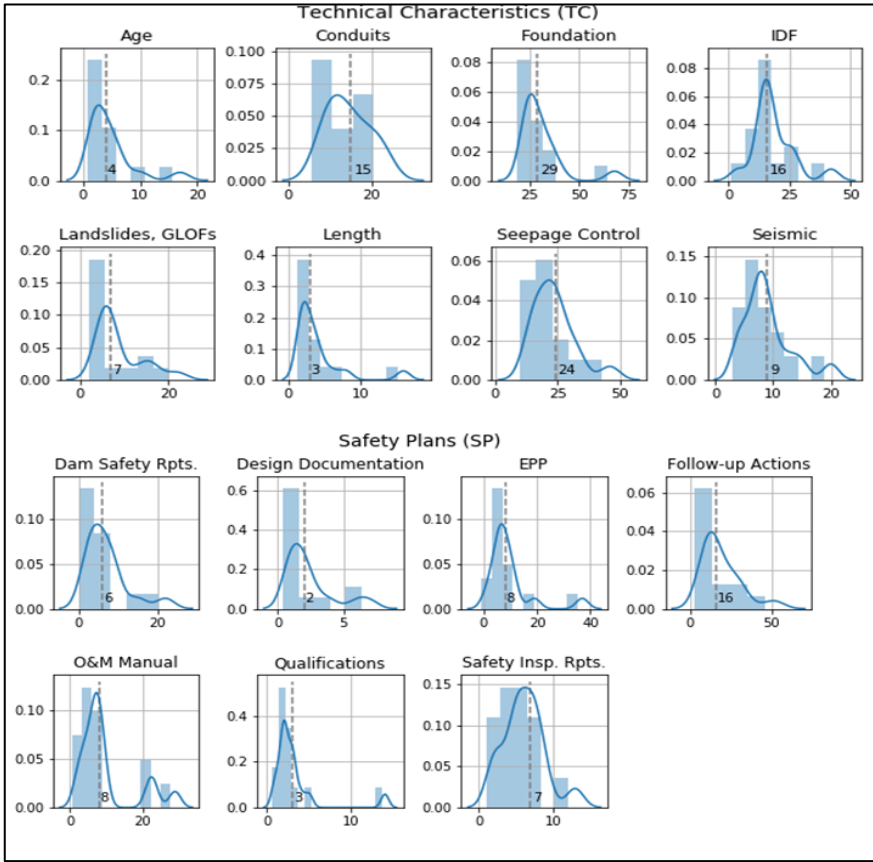 Technical Characteristics (TC)
Age Conduits Foundation IDF
0.2 0.1 0.0
0 10 20
4
0.100 0.075 0.050 0.025 0.000
0 20
15
0.08 0.06 0.04 0.02 0.00
25 50 75
29
0.08 0.06 0.04 0.02 0.00
0 25 50
16
Landslides, GLOFs Length Seepage Control Seismic
0.20 0.15 0.10 0.05 0.00
0 20
7
0.4 0.3 0.2 0.1 0.0
0 10
3
0.06 0.04 0.02 0.00
0 25 50
24
0.15 0.10 0.05 0.00
0 10 20
9
Safety Plans (SP)
Dam Safety Rpts. Design Documentation EPP Follow-up Actions
0.10 0.05 0.00
0 20
6
0.6 0.4 0.2 0.0
0 5
2
0.10 0.05 0.00
0 20 40
8
0.06 0.04 0.02 0.00
0 50
16
O&M Manual Qualifications Safety Insp. Rpts.
0.10 0.05 0.00
0 20
8
0.4 0.2 0.0
0 10
3
0.15 0.10 0.05 0.00
0 10
7